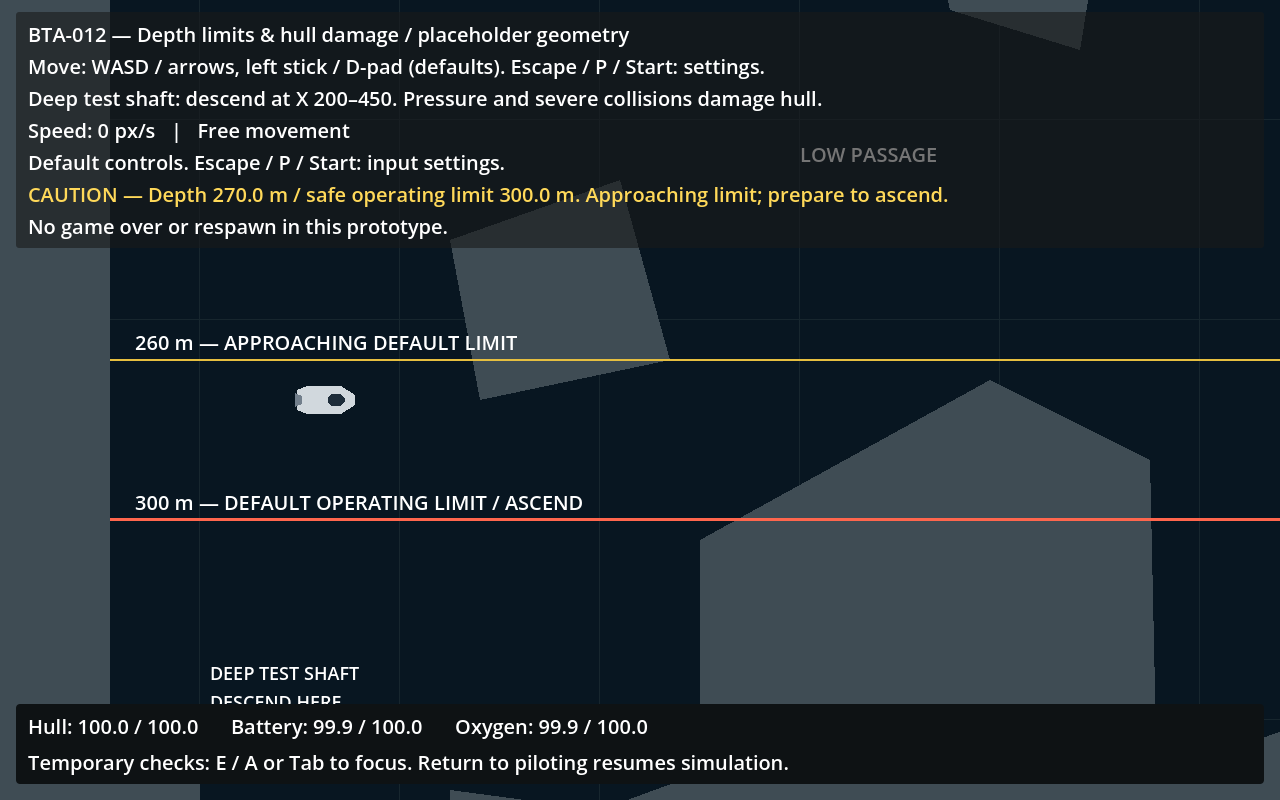 BTA-012 — Depth limits & hull damage / placeholder geometry
Move: WASD / arrows, left stick / D-pad (defaults). Escape / P / Start: settings.
Deep test shaft: descend at X 200–450. Pressure and severe collisions damage hull.
Speed: 0 px/s | Free movement
Default controls. Escape / P / Start: input settings.
LOW PASSAGE
CAUTION — Depth 270.0 m / safe operating limit 300.0 m. Approaching limit; prepare to ascend.
No game over or respawn in this prototype.
260 m — APPROACHING DEFAULT LIMIT
300 m — DEFAULT OPERATING LIMIT / ASCEND
DEEP TEST SHAFT
DESCEND HERE
Hull: 100.0 / 100.0 Battery: 99.9 / 100.0 Oxygen: 99.9 / 100.0
Temporary checks: E / A or Tab to focus. Return to piloting resumes simulation.